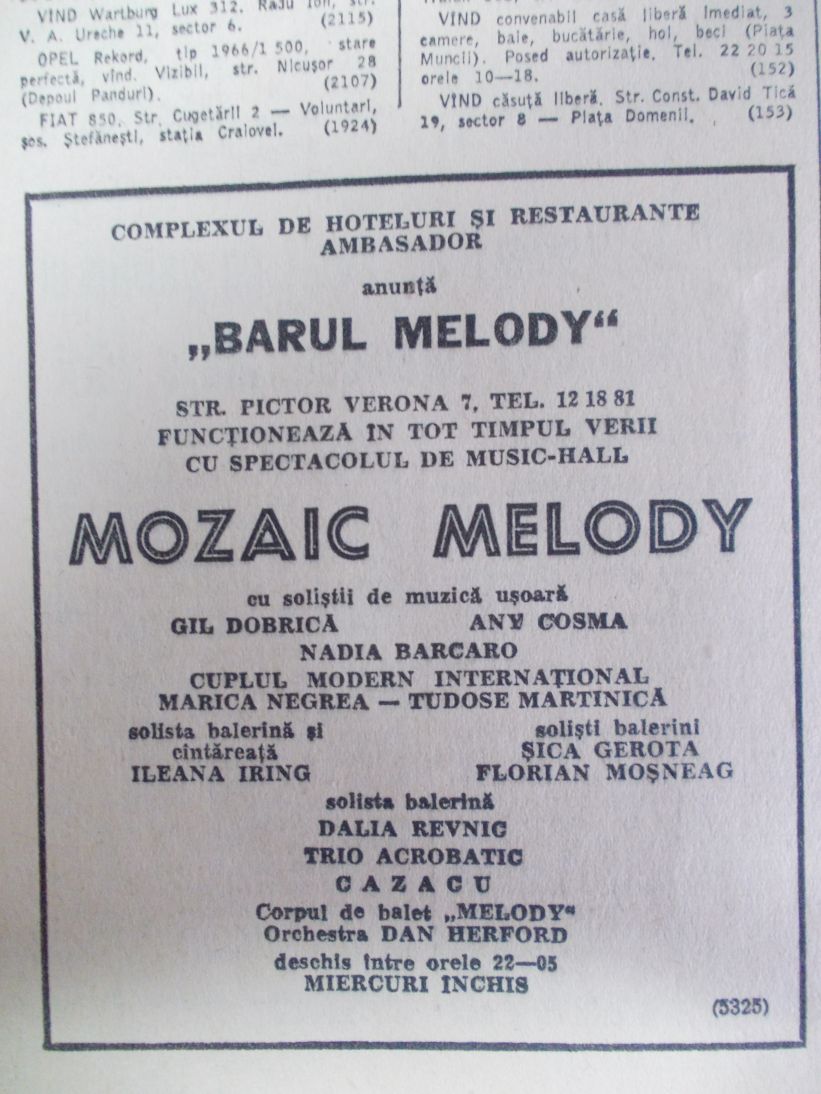 VÎND Wartburg Lux 312. Radu Ion, str.
V. A. Ureche 11, sector 6. (2115)
OPEL Rekord, tip 1966/1 500, stare
perfectă, vînd. Vizibil, str. Nicușor 28
(Depoul Panduri). (2107)
FIAT 850. Str. Cugetării 2 — Voluntari,
șos. Ștefănești, stația Craiovei. (1924)
VÎND convenabil casă liberă imediat, 3
camere, baie, bucătărie, hol, beci (Piața
Muncii). Posed autorizație. Tel. 22 20 15
orele 10—18. (152)
VÎND căsuță liberă. Str. Const. David Tică
19, sector 8 — Piața Domenii. (153)
COMPLEXUL DE HOTELURI ȘI RESTAURANTE
AMBASADOR
anunță
„BARUL MELODY“
STR. PICTOR VERONA 7, TEL. 12 18 81
FUNCȚIONEAZĂ ÎN TOT TIMPUL VERII
CU SPECTACOLUL DE MUSIC-HALL
MOZAIC MELODY
cu soliștii de muzică ușoară
GIL DOBRICĂ ANY COSMA
NADIA BARCARO
CUPLUL MODERN INTERNAȚIONAL
MARICA NEGREA — TUDOSE MARTINICĂ
solista balerină și
cîntăreață
ILEANA IRING
soliști balerini
ȘICA GEROTA
FLORIAN MOȘNEAG
solista balerină
DALIA REVNIC
TRIO ACROBATIC
CAZACU
Corpul de balet „MELODY“
Orchestra DAN HERFORD
deschis între orele 22—05
MIERCURI ÎNCHIS
(5325)